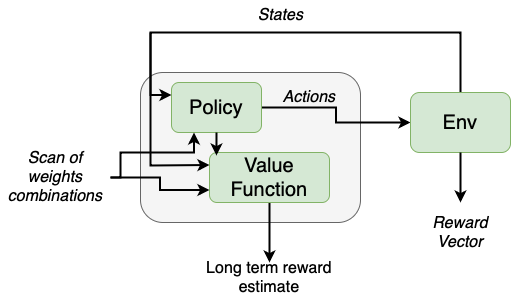 States
Policy
Actions
Env
Scan of
weights
combinations
Value
Function
Reward
Vector
Long term reward
estimate